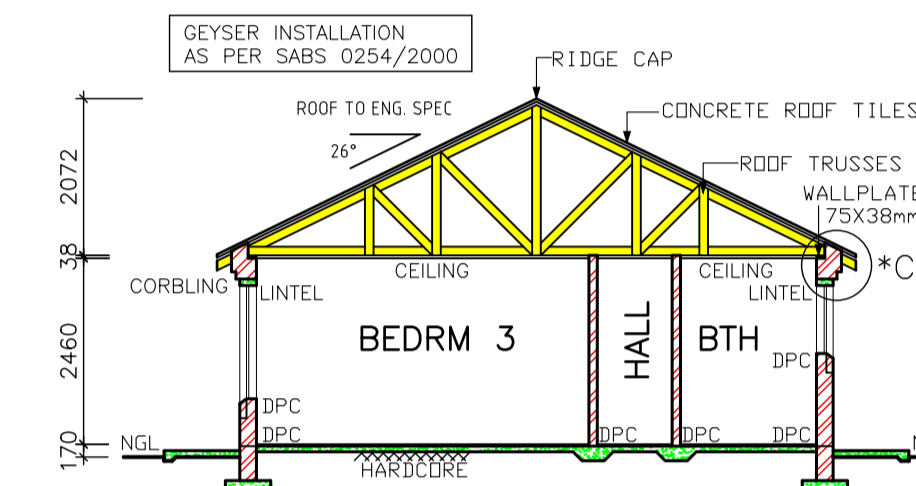 GEYSER INSTALLATION
AS PER SABS 0254/2000
RIDGE CAP
ROOF TO ENG. SPEC
CONCRETE ROOF TILES
26°
ROOF TRUSSES
WALLPLATE
75X38mm
2072
38
CEILING
CEILING
*C
CORBLING
LINTEL
LINTEL
BEDRM 3
HALL
BTH
2460
DPC
DPC
DPC
DPC
DPC
DPC
NGL
N
170
HARDCORE